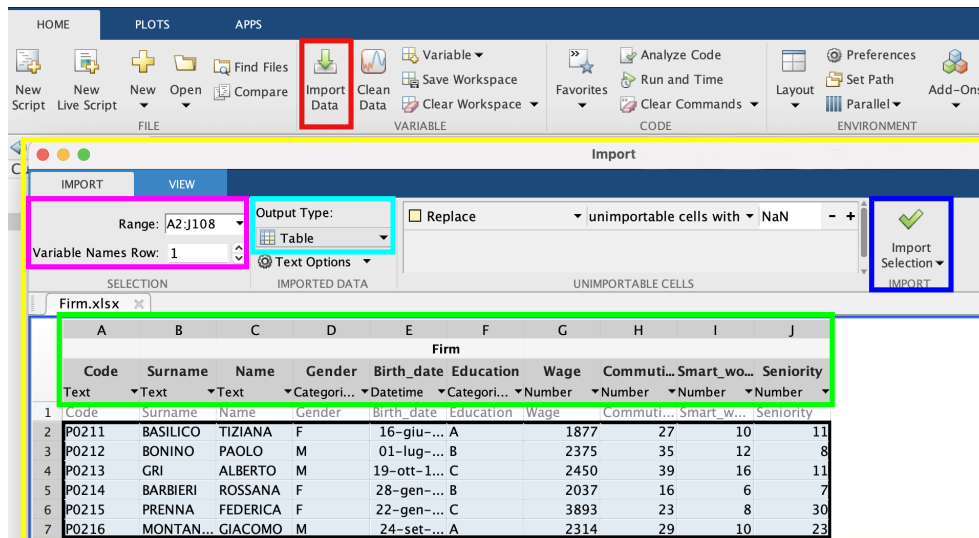 HOME PLOTS APPS
New Script
New Live Script
New
Open
Find Files
Compare
Import Data
Clean Data
Variable
Save Workspace
Clear Workspace
Favorites
Analyze Code
Run and Time
Clear Commands
Layout
Preferences
Set Path
Parallel
Add-Ons
FILE VARIABLE CODE ENVIRONMENT
Import
IMPORT VIEW
Range: A2:J108
Variable Names Row: 1
Output Type:
Table
Text Options
Replace unimportable cells with NaN - +
Import Selection
SELECTION IMPORTED DATA UNIMPORTABLE CELLS IMPORT
Firm.xlsx
A B C D E F G H I J
Firm
Code Surname Name Gender Birth_date Education Wage Commuti... Smart_wo... Seniority
Text Text Text Categori... Datetime Categori... Number Number Number Number
1 Code Surname Name Gender Birth_date Education Wage Commuti... Smart_w... Seniority
2 P0211 BASILICO TIZIANA F 16-giu-... A 1877 27 10 11
3 P0212 BONINO PAOLO M 01-lug-... B 2375 35 12 8
4 P0213 GRI ALBERTO M 19-ott-1... C 2450 39 16 11
5 P0214 BARBIERI ROSSANA F 28-gen-... B 2037 16 6 7
6 P0215 PRENNA FEDERICA F 22-gen-... C 3893 23 8 30
7 P0216 MONTAN... GIACOMO M 24-set-... A 2314 29 10 23